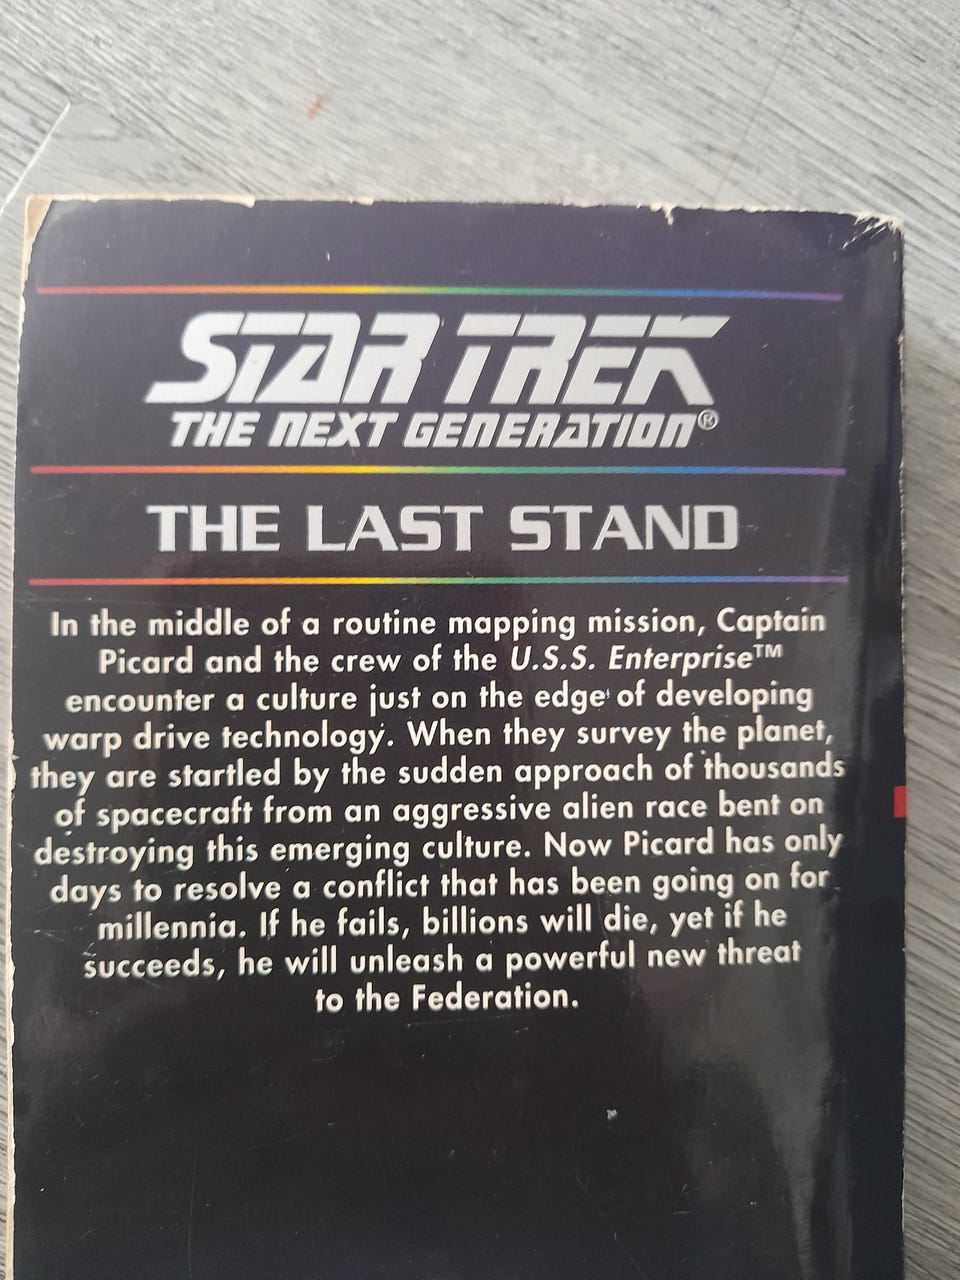 STAR TREK
THE NEXT GENERATION®
THE LAST STAND
In the middle of a routine mapping mission, Captain
Picard and the crew of the U.S.S. Enterprise™
encounter a culture just on the edge of developing
warp drive technology. When they survey the planet,
they are startled by the sudden approach of thousands
of spacecraft from an aggressive alien race bent on
destroying this emerging culture. Now Picard has only
days to resolve a conflict that has been going on for
millennia. If he fails, billions will die, yet if he
succeeds, he will unleash a powerful new threat
to the Federation.